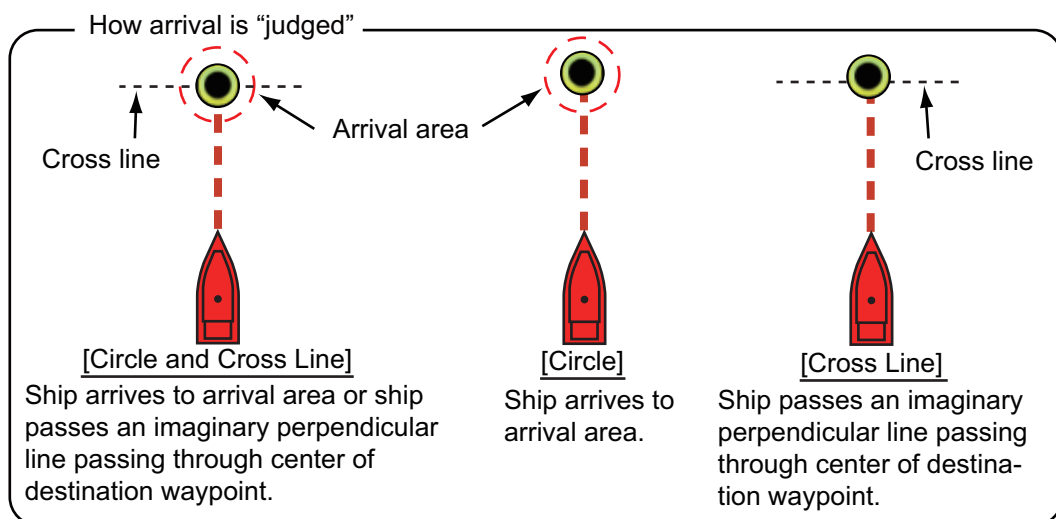 How arrival is “judged”
Cross line
Arrival area
Cross line
[Circle and Cross Line]
Ship arrives to arrival area or ship
passes an imaginary perpendicular
line passing through center of
destination waypoint.
[Circle]
Ship arrives to
arrival area.
[Cross Line]
Ship passes an imaginary
perpendicular line passing
through center of destina-
tion waypoint.